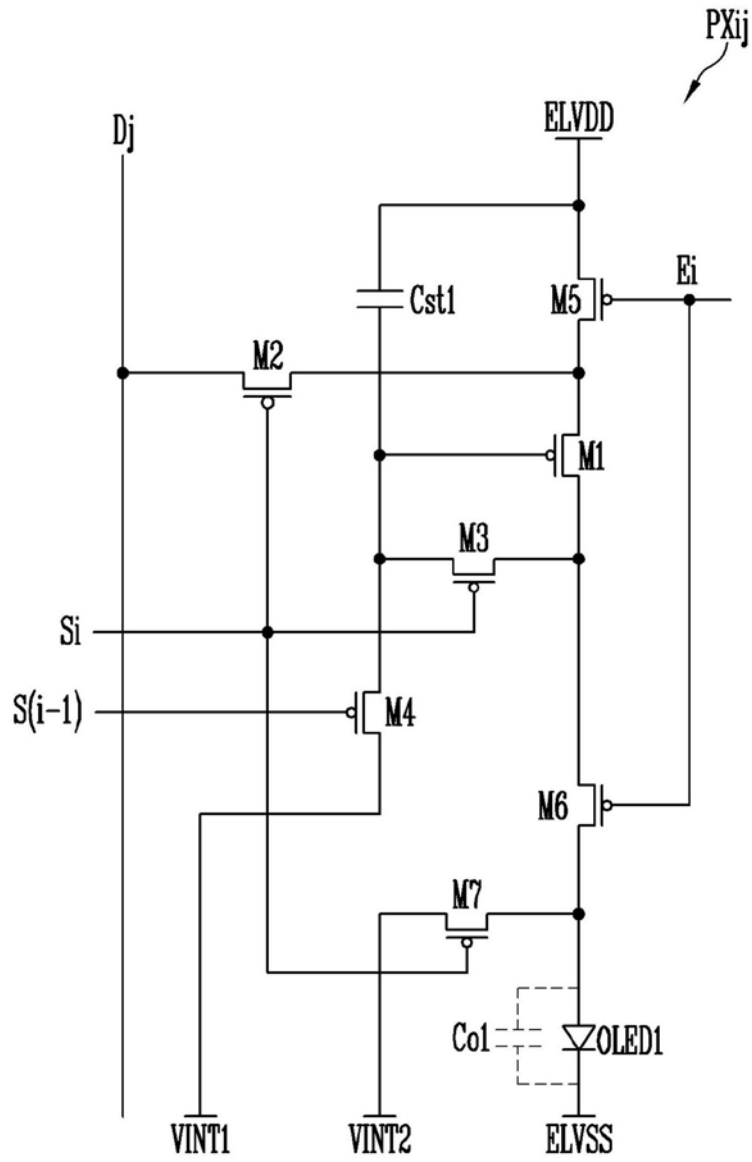 PXij
ELVDD
Dj
Ei
Cst1
M5
M2
M1
M3
Si
S(i-1)
M4
M6
M7
Co1
OLED1
VINT1
VINT2
ELVSS